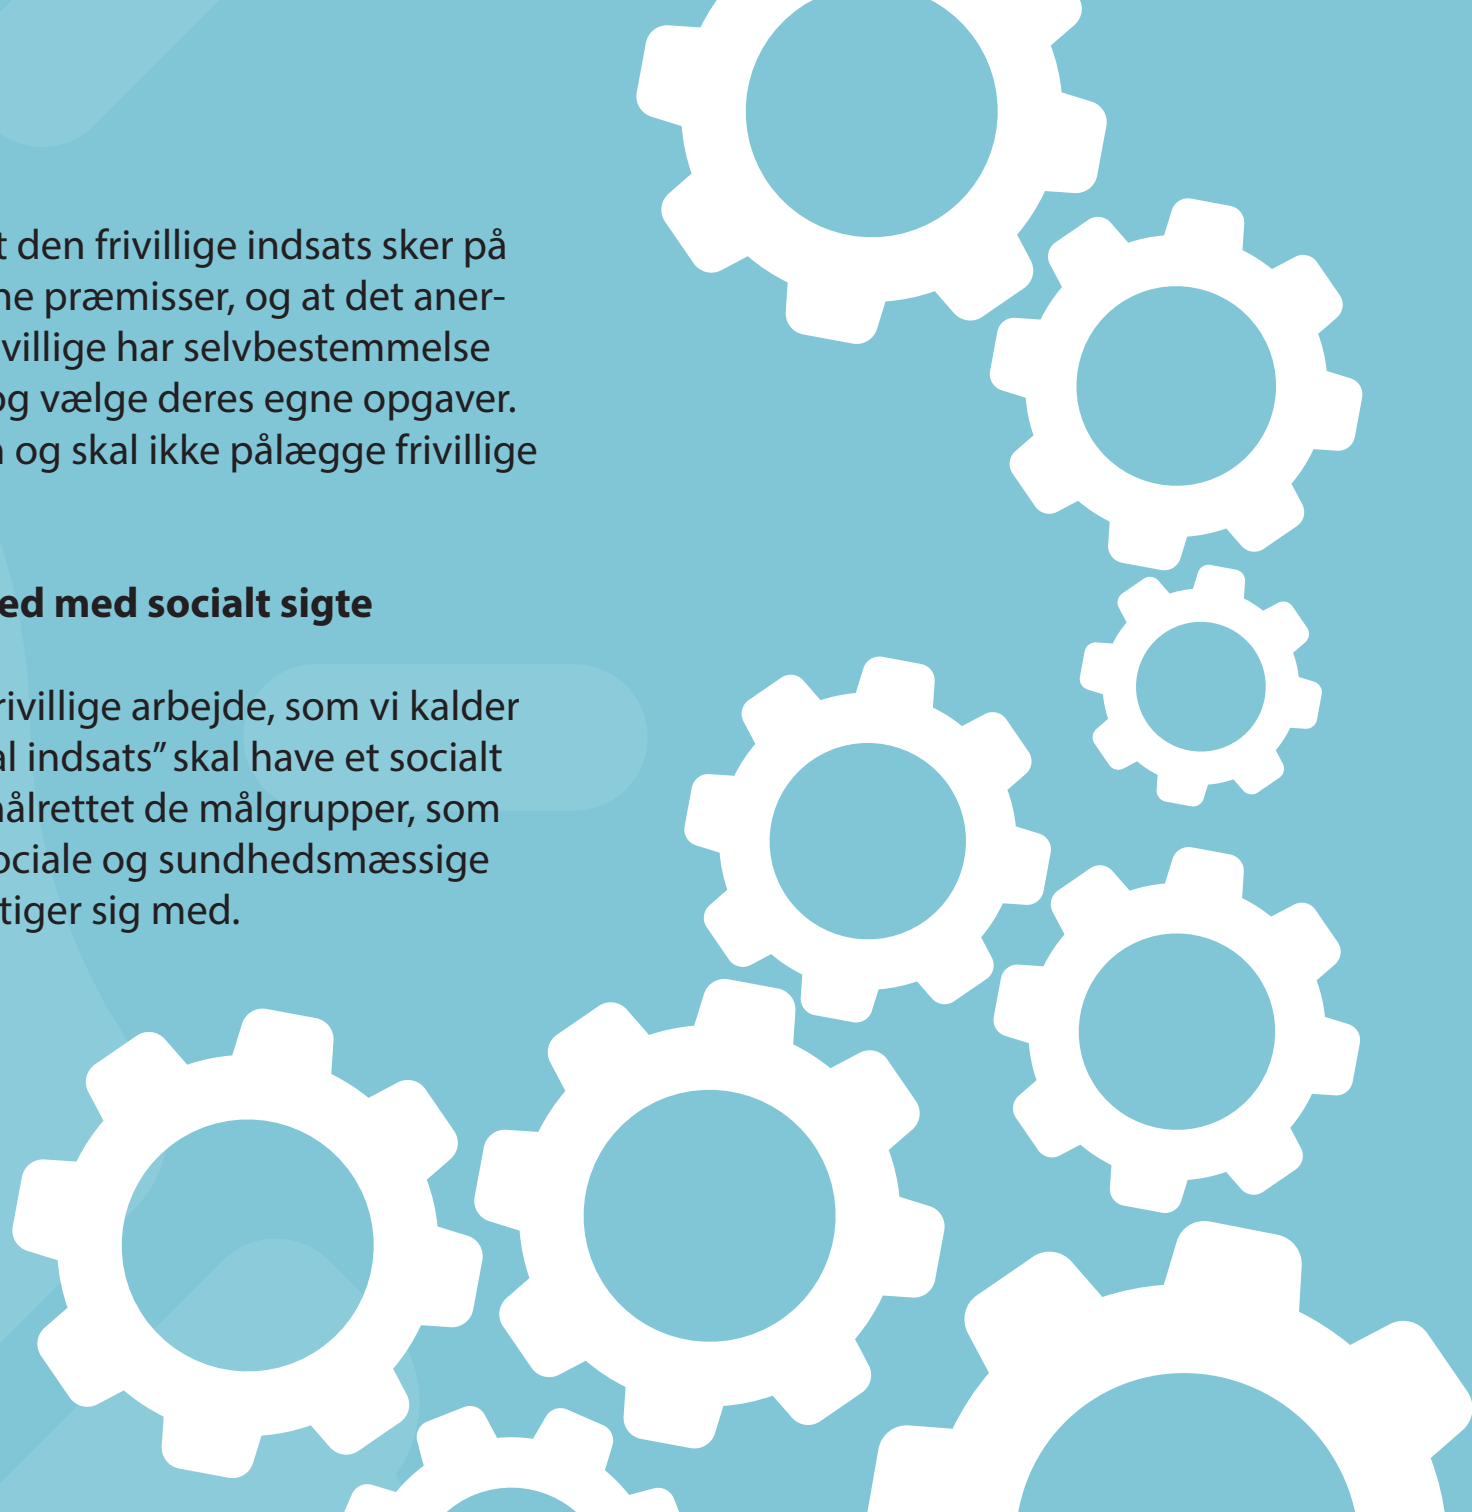 t den frivillige indsats sker på
ne præmisser, og at det aner-
villige har selvbestemmelse
og vælge deres egne opgaver.
og skal ikke pålægge frivillige
ed med socialt sigte
rivillige arbejde, som vi kalder
al indsats” skal have et socialt
målrettet de målgrupper, som
ociale og sundhedsmæssige
tiger sig med.